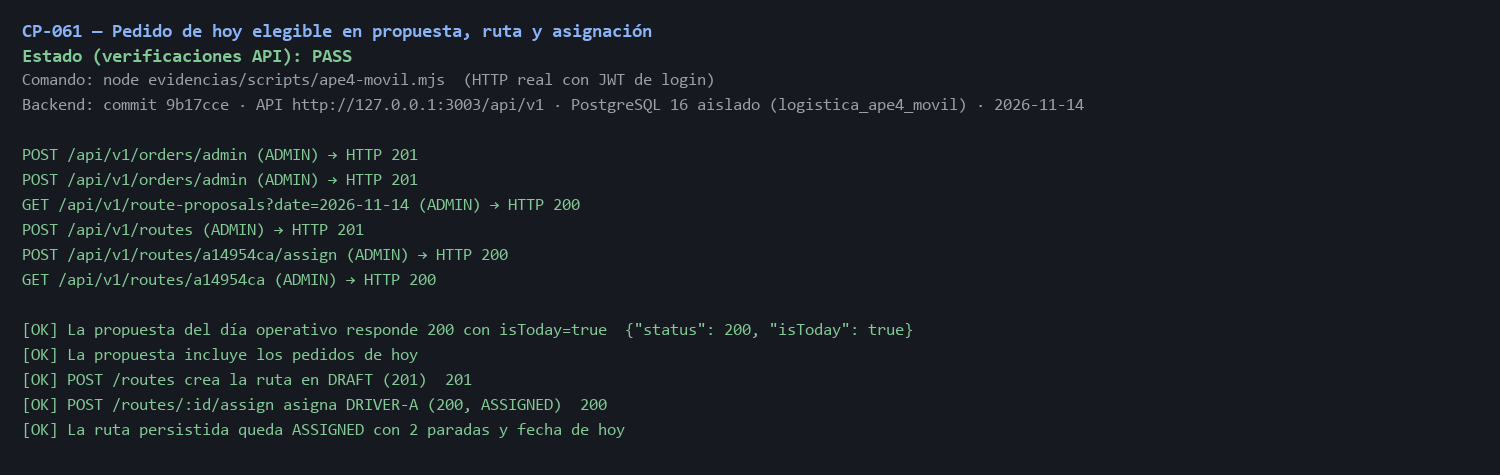 CP-061 — Pedido de hoy elegible en propuesta, ruta y asignación
Estado (verificaciones API): PASS
Comando: node evidencias/scripts/ape4-movil.mjs  (HTTP real con JWT de login)
Backend: commit 9b17cce · API http://127.0.0.1:3003/api/v1 · PostgreSQL 16 aislado (logistica_ape4_movil) · 2026-11-14
POST /api/v1/orders/admin (ADMIN) → HTTP 201
POST /api/v1/orders/admin (ADMIN) → HTTP 201
GET /api/v1/route-proposals?date=2026-11-14 (ADMIN) → HTTP 200
POST /api/v1/routes (ADMIN) → HTTP 201
POST /api/v1/routes/a14954ca/assign (ADMIN) → HTTP 200
GET /api/v1/routes/a14954ca (ADMIN) → HTTP 200
[OK] La propuesta del día operativo responde 200 con isToday=true  {"status": 200, "isToday": true}
[OK] La propuesta incluye los pedidos de hoy
[OK] POST /routes crea la ruta en DRAFT (201)  201
[OK] POST /routes/:id/assign asigna DRIVER-A (200, ASSIGNED)  200
[OK] La ruta persistida queda ASSIGNED con 2 paradas y fecha de hoy